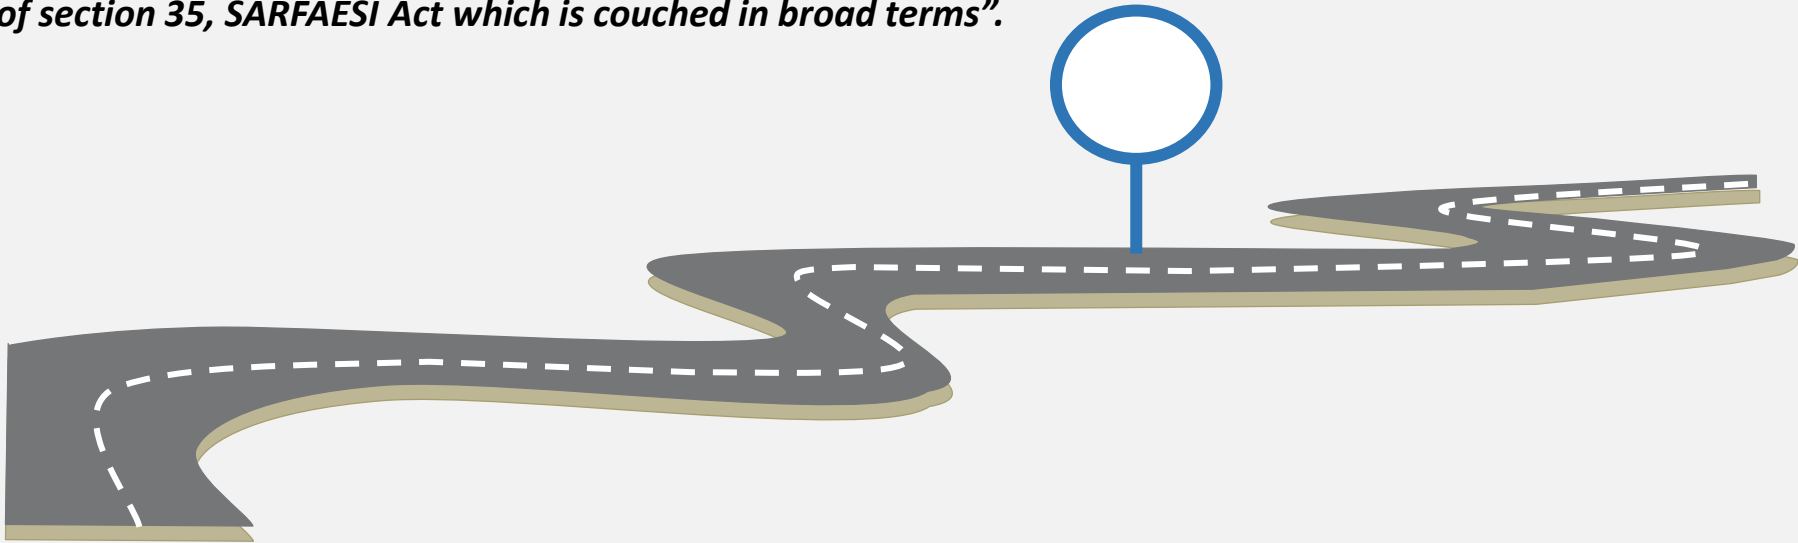 of section 35, SARFAESI Act which is couched in broad terms”.